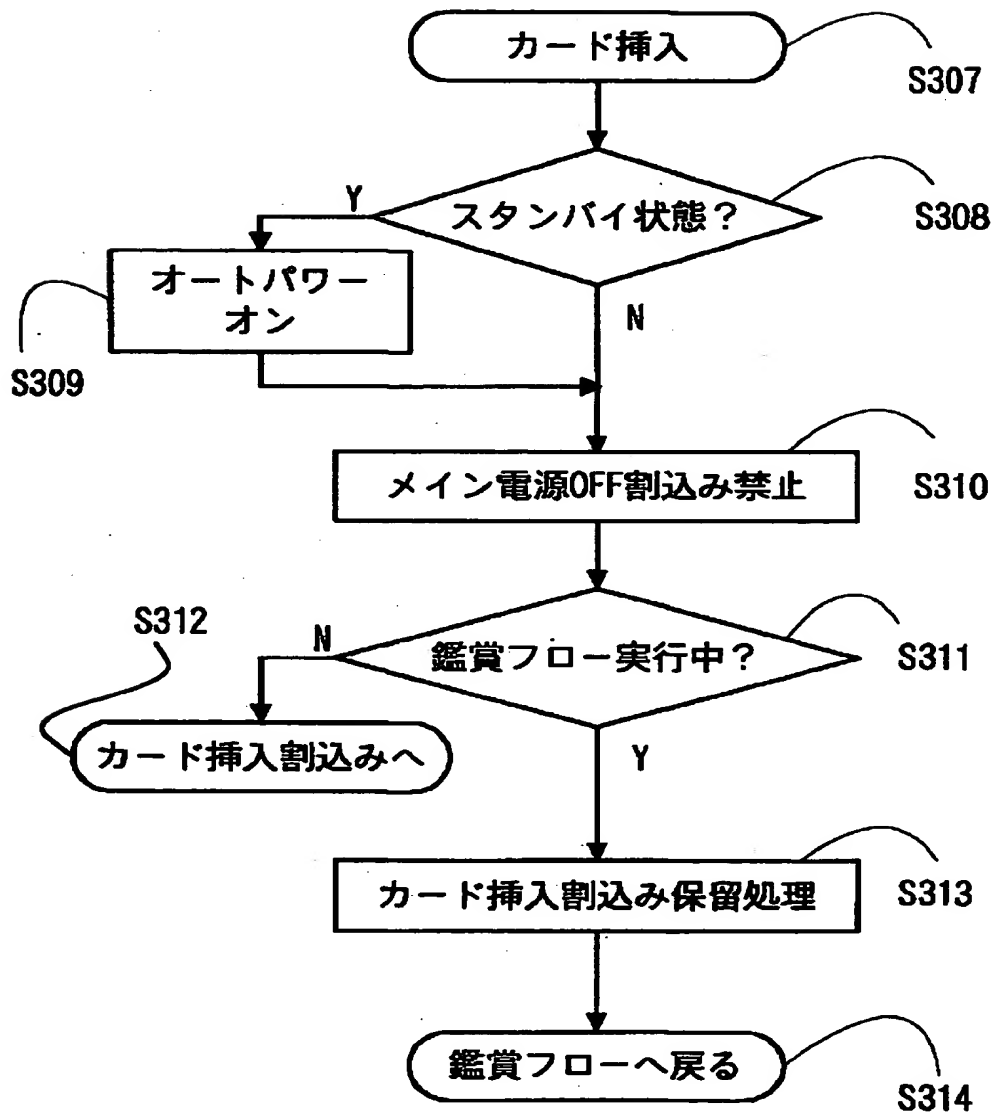 カード挿入
S307
スタンバイ状態?
S308
Y
オートパワー
オン
S309
N
メイン電源OFF割込み禁止
S310
鑑賞フロー実行中?
S311
N
S312
カード挿入割込みへ
Y
カード挿入割込み保留処理
S313
鑑賞フローへ戻る
S314